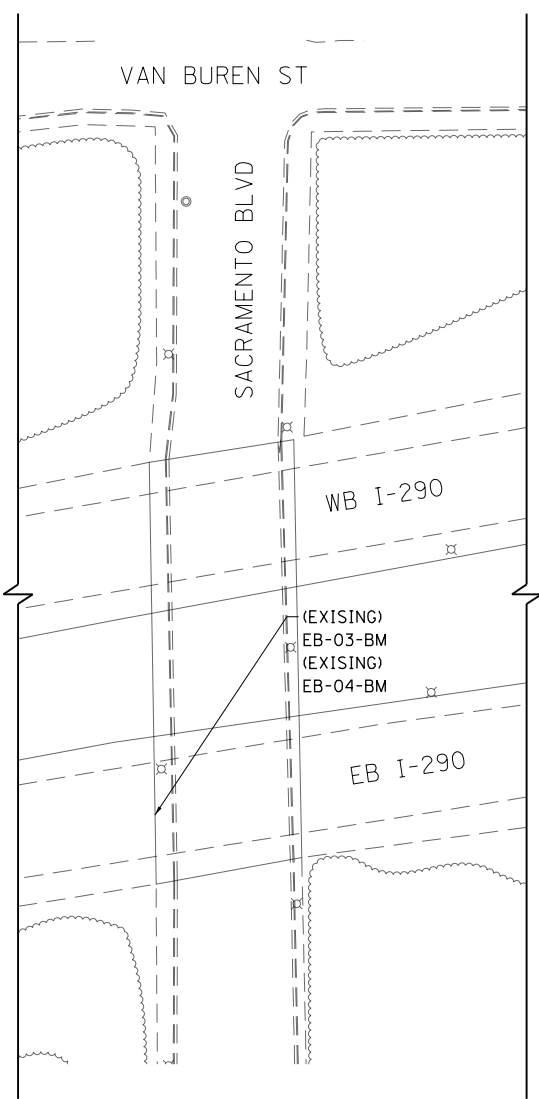 VAN BUREN ST
SACRAMENTO BLVD
WB I-290
(EXISING)
EB-03-BM
(EXISING)
EB-04-BM
EB I-290